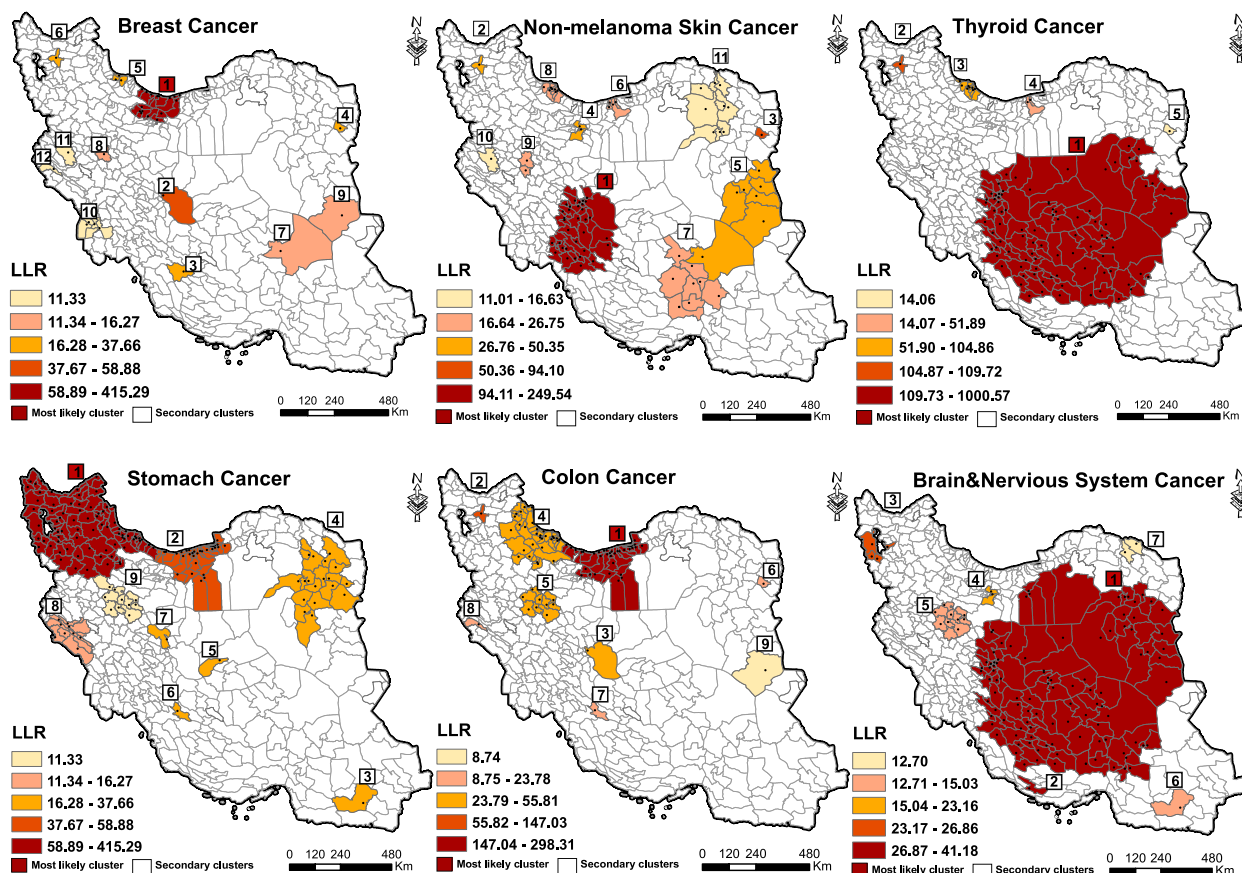 Breast Cancer
6
5
1
4
11
8
12
2
9
10
7
3
LLR
11.33
11.34 - 16.27
16.28 - 37.66
37.67 - 58.88
58.89 - 415.29
Most likely cluster
Secondary clusters
0 120 240 480
Km
N
Non-melanoma Skin Cancer
2
11
8
6
4
3
10
9
5
1
7
LLR
11.01 - 16.63
16.64 - 26.75
26.76 - 50.35
50.36 - 94.10
94.11 - 249.54
Most likely cluster
Secondary clusters
0 120 240 480
Km
N
Thyroid Cancer
2
3
4
5
1
LLR
14.06
14.07 - 51.89
51.90 - 104.86
104.87 - 109.72
109.73 - 1000.57
Most likely cluster
Secondary clusters
0 120 240 480
Km
N
Stomach Cancer
1
2
4
9
8
7
5
6
3
LLR
11.33
11.34 - 16.27
16.28 - 37.66
37.67 - 58.88
58.89 - 415.29
Most likely cluster
Secondary clusters
0 120 240 480
Km
N
Colon Cancer
2
4
1
5
6
8
3
9
7
LLR
8.74
8.75 - 23.78
23.79 - 55.81
55.82 - 147.03
147.04 - 298.31
Most likely cluster
Secondary clusters
0 120 240 480
Km
N
Brain&Nervious System Cancer
3
7
4
1
5
2
6
LLR
12.70
12.71 - 15.03
15.04 - 23.16
23.17 - 26.86
26.87 - 41.18
Most likely cluster
Secondary clusters
0 120 240 480
Km
N